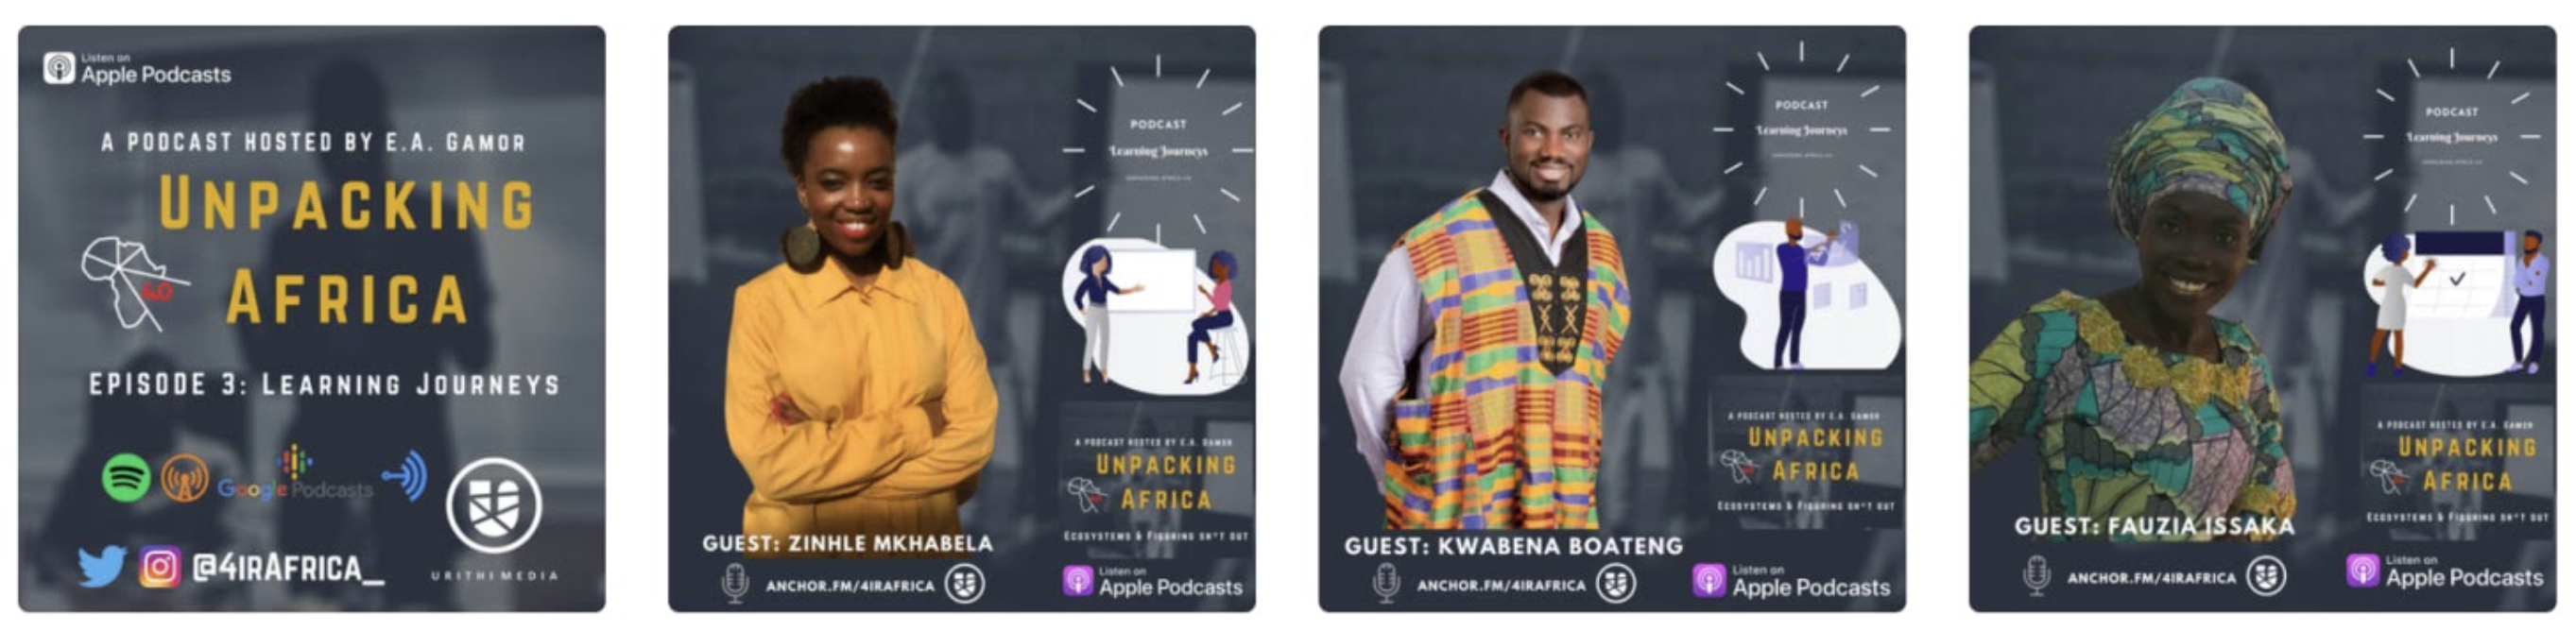 Listen on
Apple Podcasts
A PODCAST HOSTED BY E.A. GAMOR
UNPACKING
AFRICA
4.0
EPISODE 3: LEARNING JOURNEYS
Google Podcasts
@4IRAFRICA_
URITHI MEDIA
PODCAST
Learning Journeys
A PODCAST HOSTED BY E.A. GAMOR
UNPACKING
AFRICA
ECOSYSTEMS & FIGURING SH*T OUT
GUEST: ZINHLE MKHABELA
ANCHOR.FM/4IRAFRICA
Listen on
Apple Podcasts
PODCAST
Learning Journeys
A PODCAST HOSTED BY E.A. GAMOR
UNPACKING
AFRICA
ECOSYSTEMS & FIGURING SH*T OUT
GUEST: KWABENA BOATENG
ANCHOR.FM/4IRAFRICA
Listen on
Apple Podcasts
PODCAST
Learning Journeys
A PODCAST HOSTED BY E.A. GAMOR
UNPACKING
AFRICA
ECOSYSTEMS & FIGURING SH*T OUT
GUEST: FAUZIA ISSAKA
ANCHOR.FM/4IRAFRICA
Listen on
Apple Podcasts